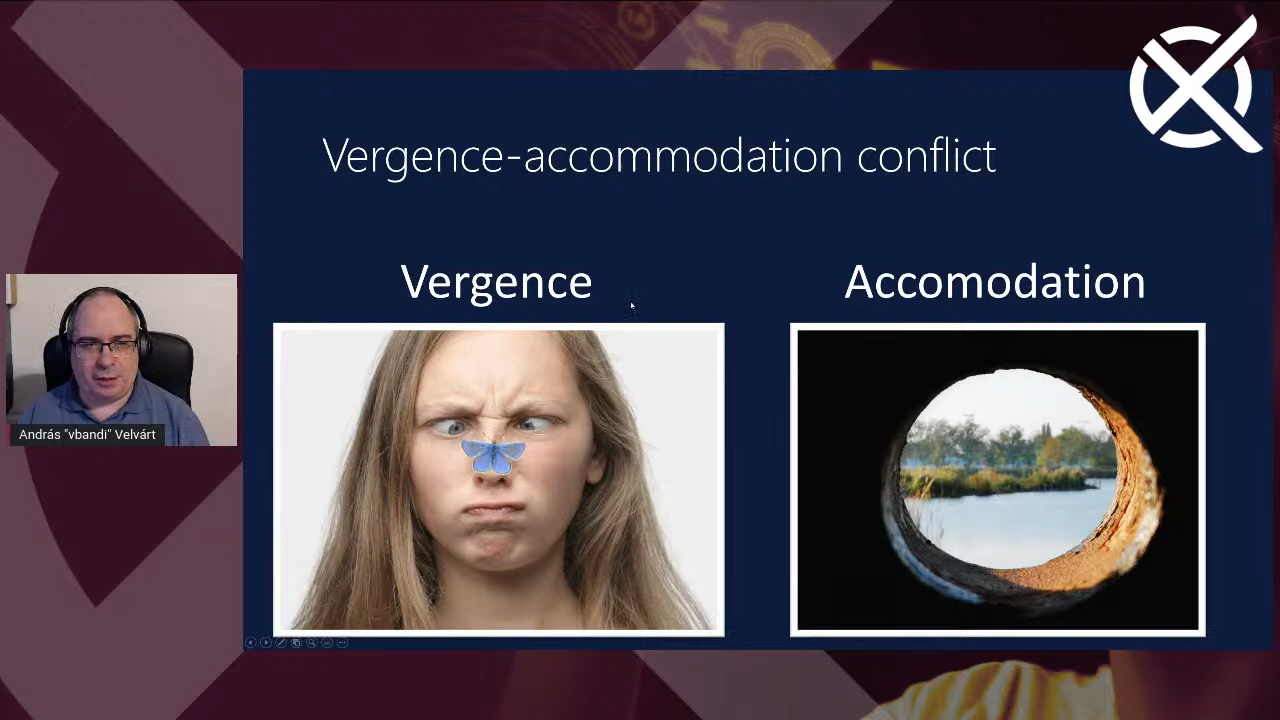 Vergence-accommodation conflict
Vergence
Accomodation
András "vbandi" Velvárt